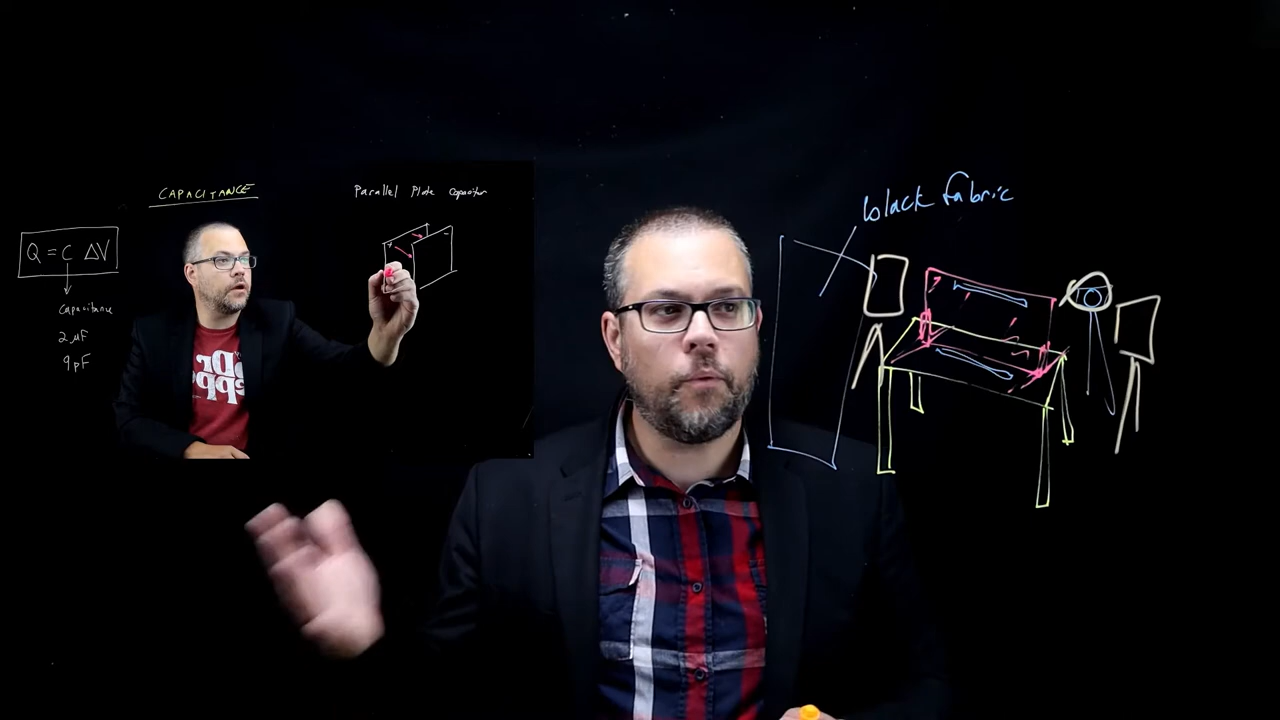 CAPACITANCE
Parallel Plate Capacitor
Q = C ΔV
Capacitance
2 μF
9 pF
black fabric